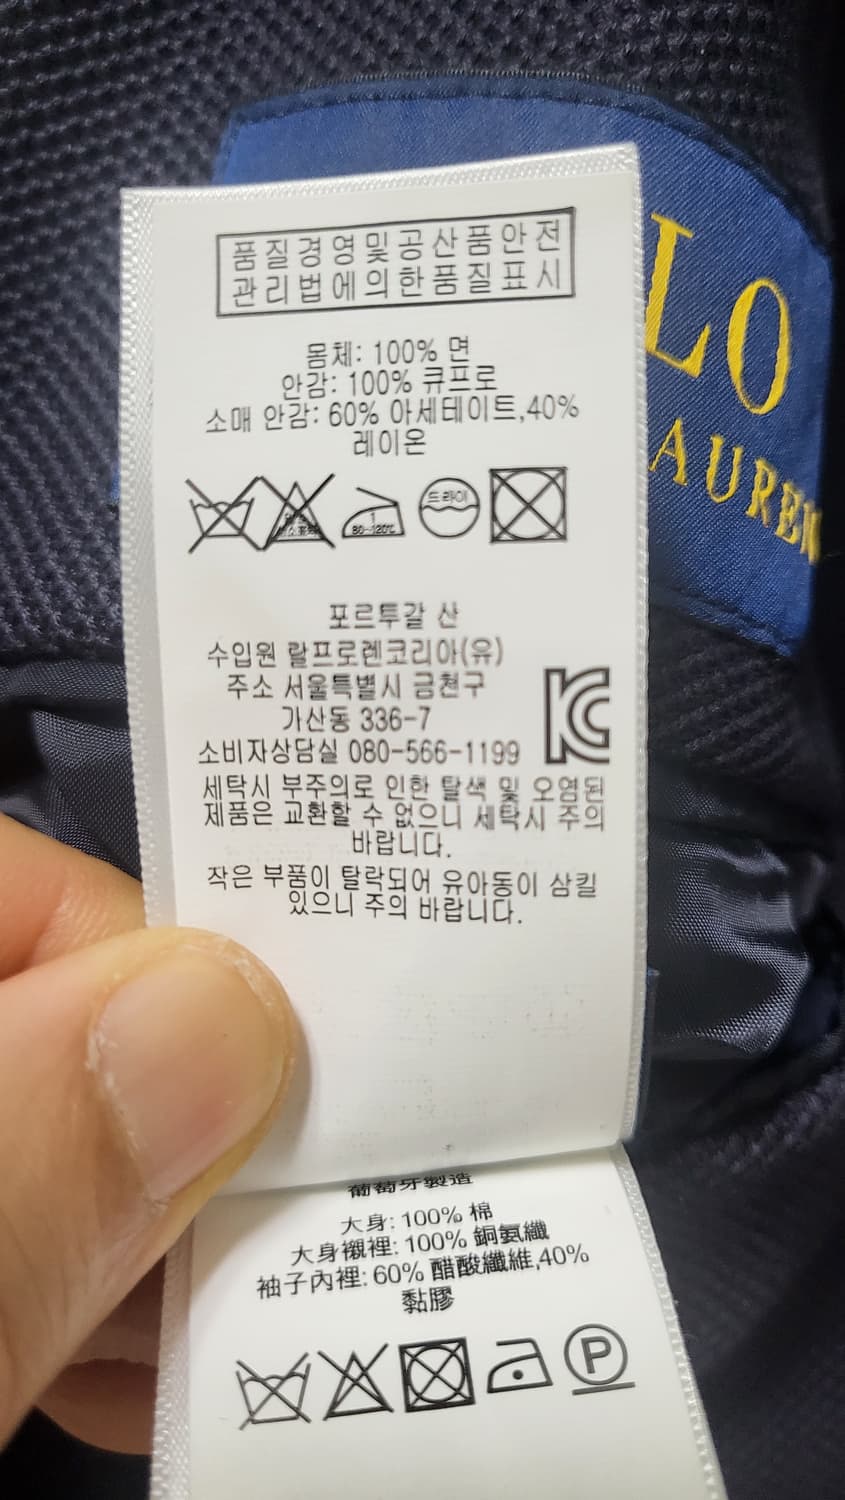 품질경영및공산품안전
관리법에의한품질표시
LO
AUREN
몸체: 100% 면
안감: 100% 큐프로
소매 안감: 60% 아세테이트,40%
레이온
드라이
1
80~120℃
포르투갈 산
수입원 랄프로렌코리아(유)
주소 서울특별시 금천구
가산동 336-7
소비자상담실 080-566-1199
세탁시 부주의로 인한 탈색 및 오염된
제품은 교환할 수 없으니 세탁시 주의
바랍니다.
작은 부품이 탈락되어 유아동이 삼킬
있으니 주의 바랍니다.
葡萄牙製造
大身: 100% 棉
大身襯裡: 100% 銅氨纖
袖子內裡: 60% 醋酸纖維,40%
黏膠
P